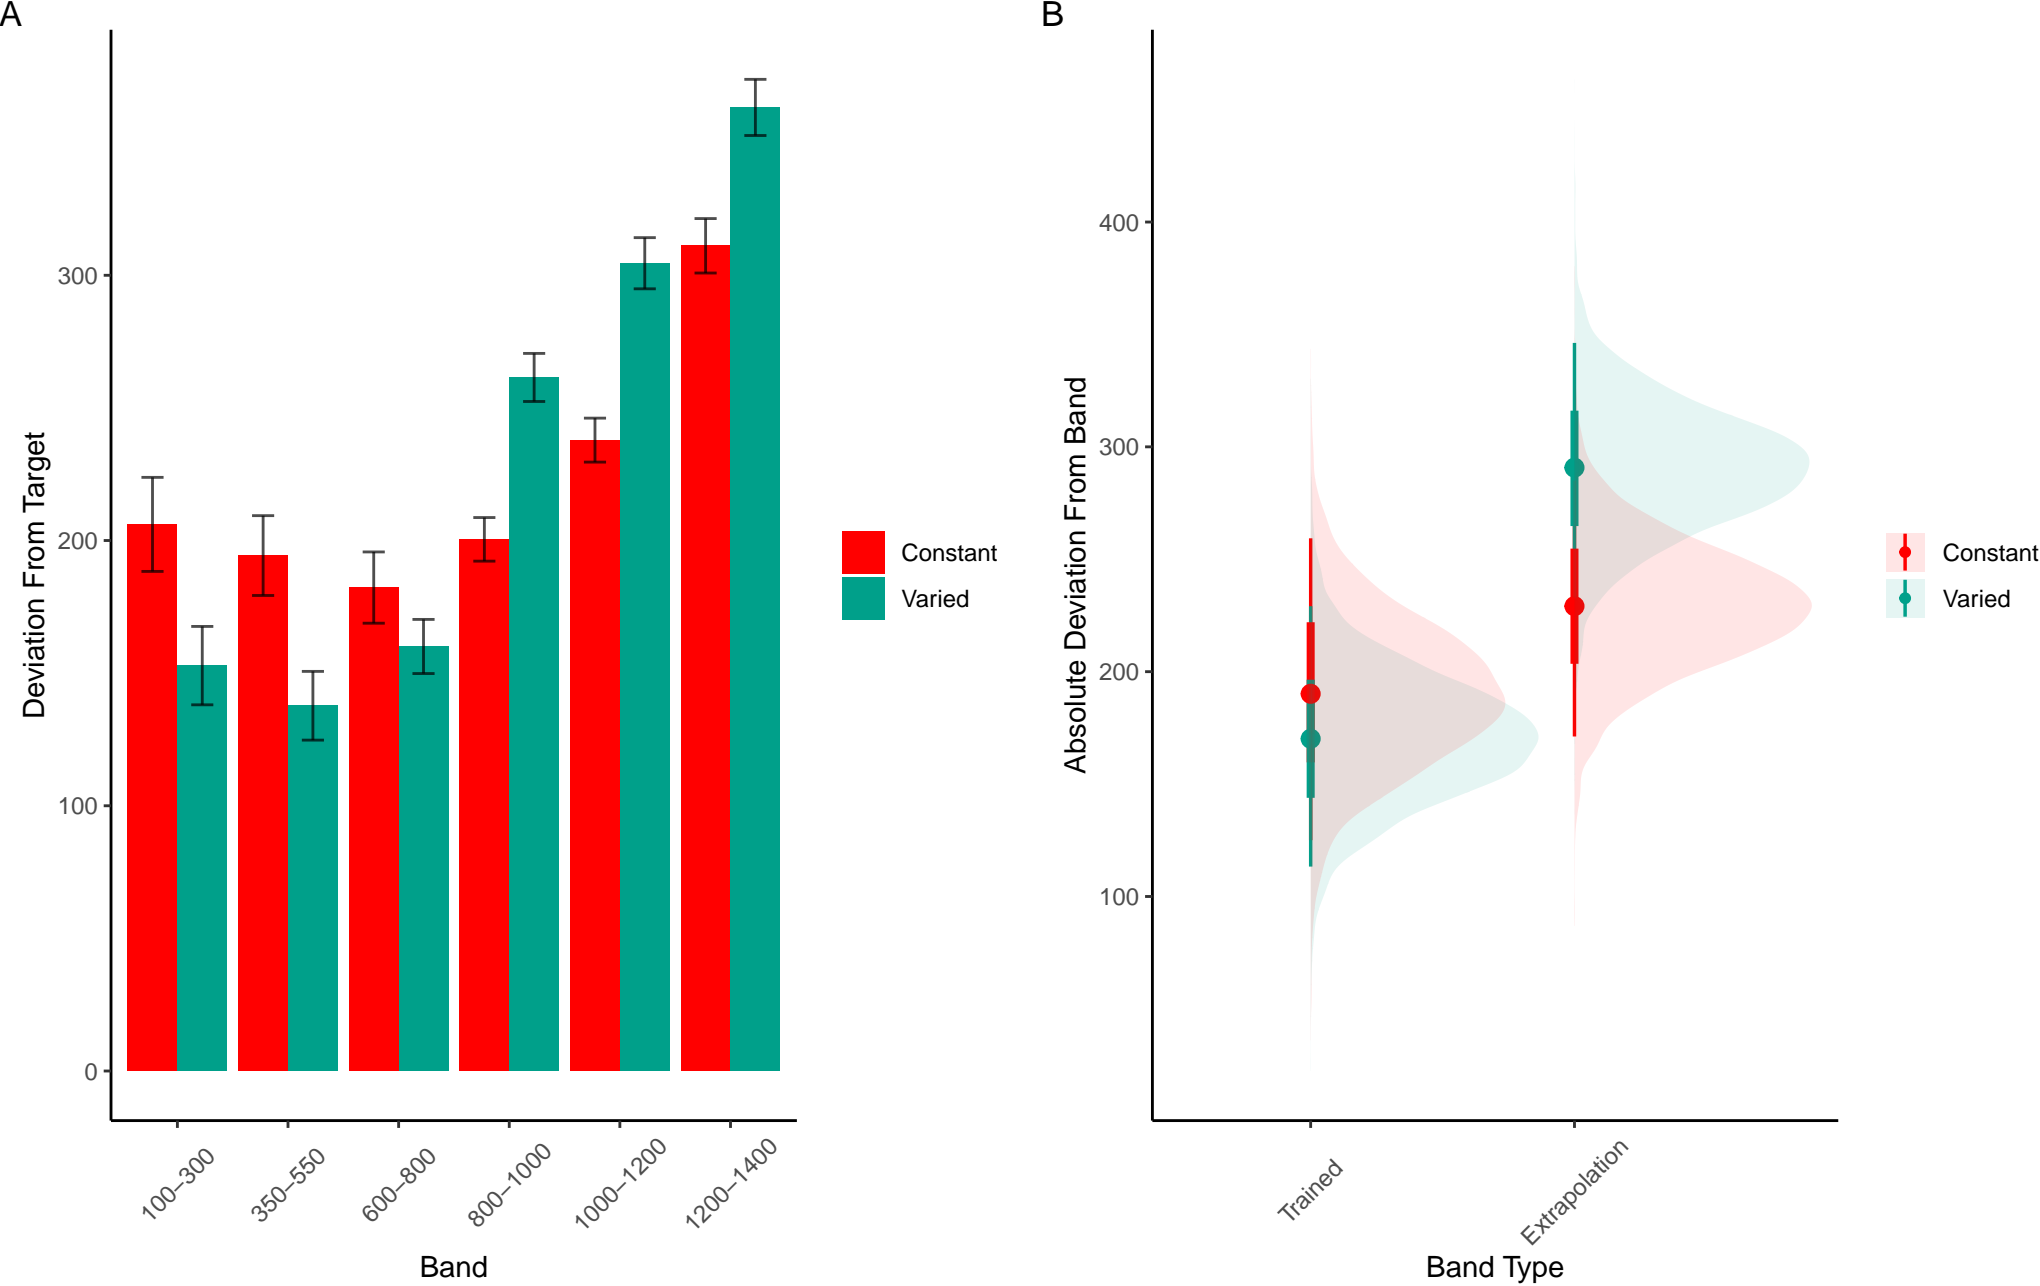 A
Deviation From Target
300
200
100
0
100–300
350–550
600–800
800–1000
1000–1200
1200–1400
Band
Constant
Varied
B
Absolute Deviation From Band
400
300
200
100
Trained
Extrapolation
Band Type
Constant
Varied